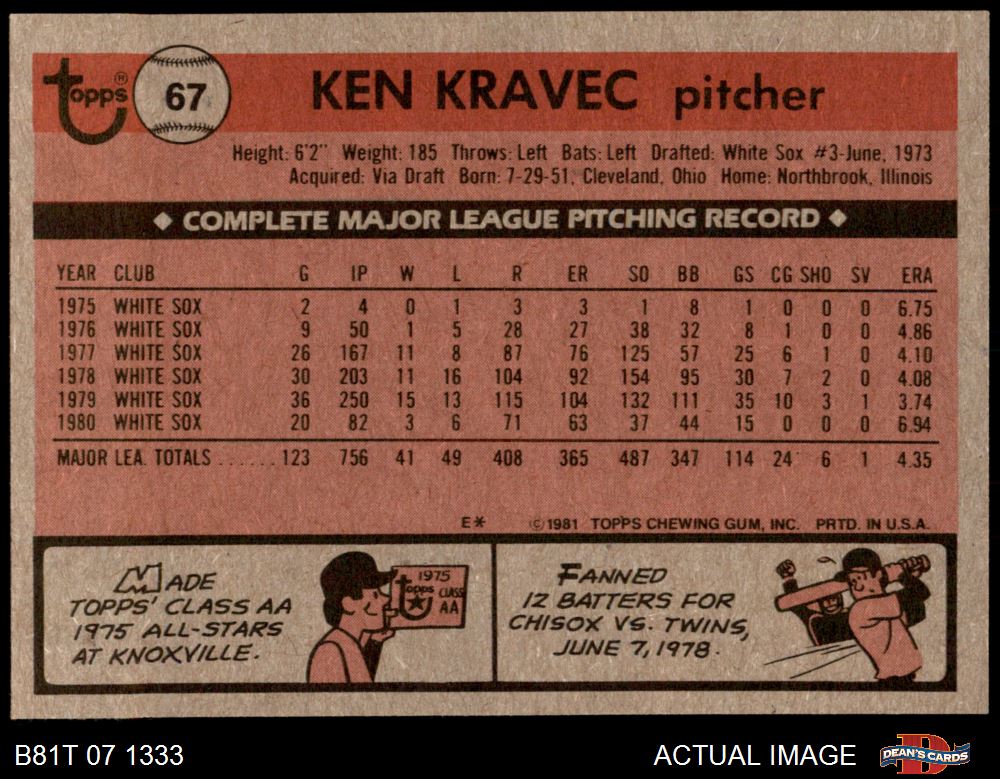 Topps® 67 KEN KRAVEC pitcher
Height: 6'2" Weight: 185 Throws: Left Bats: Left Drafted: White Sox #3-June, 1973
Acquired: Via Draft Born: 7-29-51, Cleveland, Ohio Home: Northbrook, Illinois
◆ COMPLETE MAJOR LEAGUE PITCHING RECORD ◆
YEAR CLUB G IP W L R ER SO BB GS CG SHO SV ERA
1975 WHITE SOX 2 4 0 1 3 3 1 8 1 0 0 0 6.75
1976 WHITE SOX 9 50 1 5 28 27 38 32 8 1 0 0 4.86
1977 WHITE SOX 26 167 11 8 87 76 125 57 25 6 1 0 4.10
1978 WHITE SOX 30 203 11 16 104 92 154 95 30 7 2 0 4.08
1979 WHITE SOX 36 250 15 13 115 104 132 111 35 10 3 1 3.74
1980 WHITE SOX 20 82 3 6 71 63 37 44 15 0 0 0 6.94
MAJOR LEA. TOTALS ...... 123 756 41 49 408 365 487 347 114 24 6 1 4.35
E* ©1981 TOPPS CHEWING GUM, INC. PRTD. IN U.S.A.
MADE
TOPPS' CLASS AA
1975 ALL-STARS
AT KNOXVILLE.
1975
Topps CLASS
AA
FANNED
12 BATTERS FOR
CHISOX VS. TWINS,
JUNE 7, 1978.
B81T 07 1333 ACTUAL IMAGE DEAN'S CARDS